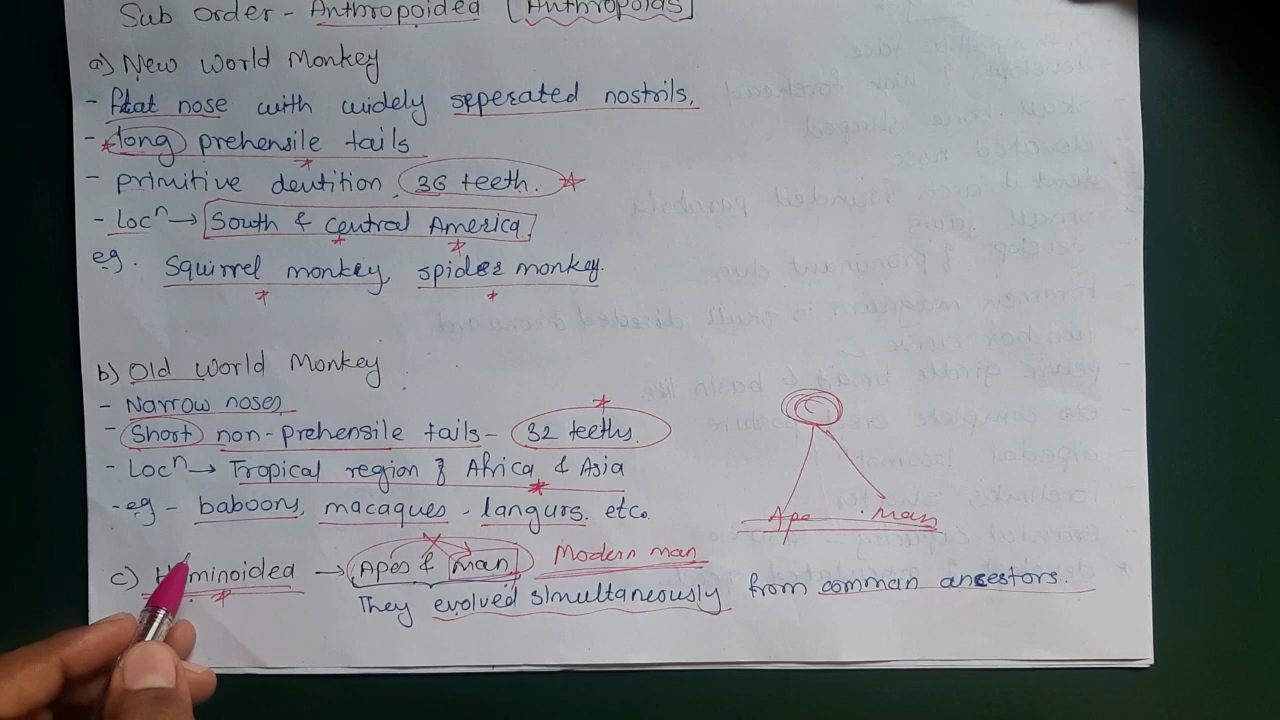 Sub order - Anthropoidea [Anthropoids]
a) New world Monkey
- flat nose with widely seperated nostrils.
- long prehensile tails
- primitive dentition 36 teeth.
- Locⁿ → South & central America
eg. Squirrel monkey, spider monkey.
b) Old world Monkey
- Narrow noses
- Short non-prehensile tails - 32 teeths.
- Locⁿ → Tropical region of Africa & Asia
- eg - baboons, macaques, langurs. etc.
Ape Man
c) Hominoidea → Apes & man Modern man
They evolved simultaneously from comman ancestors.